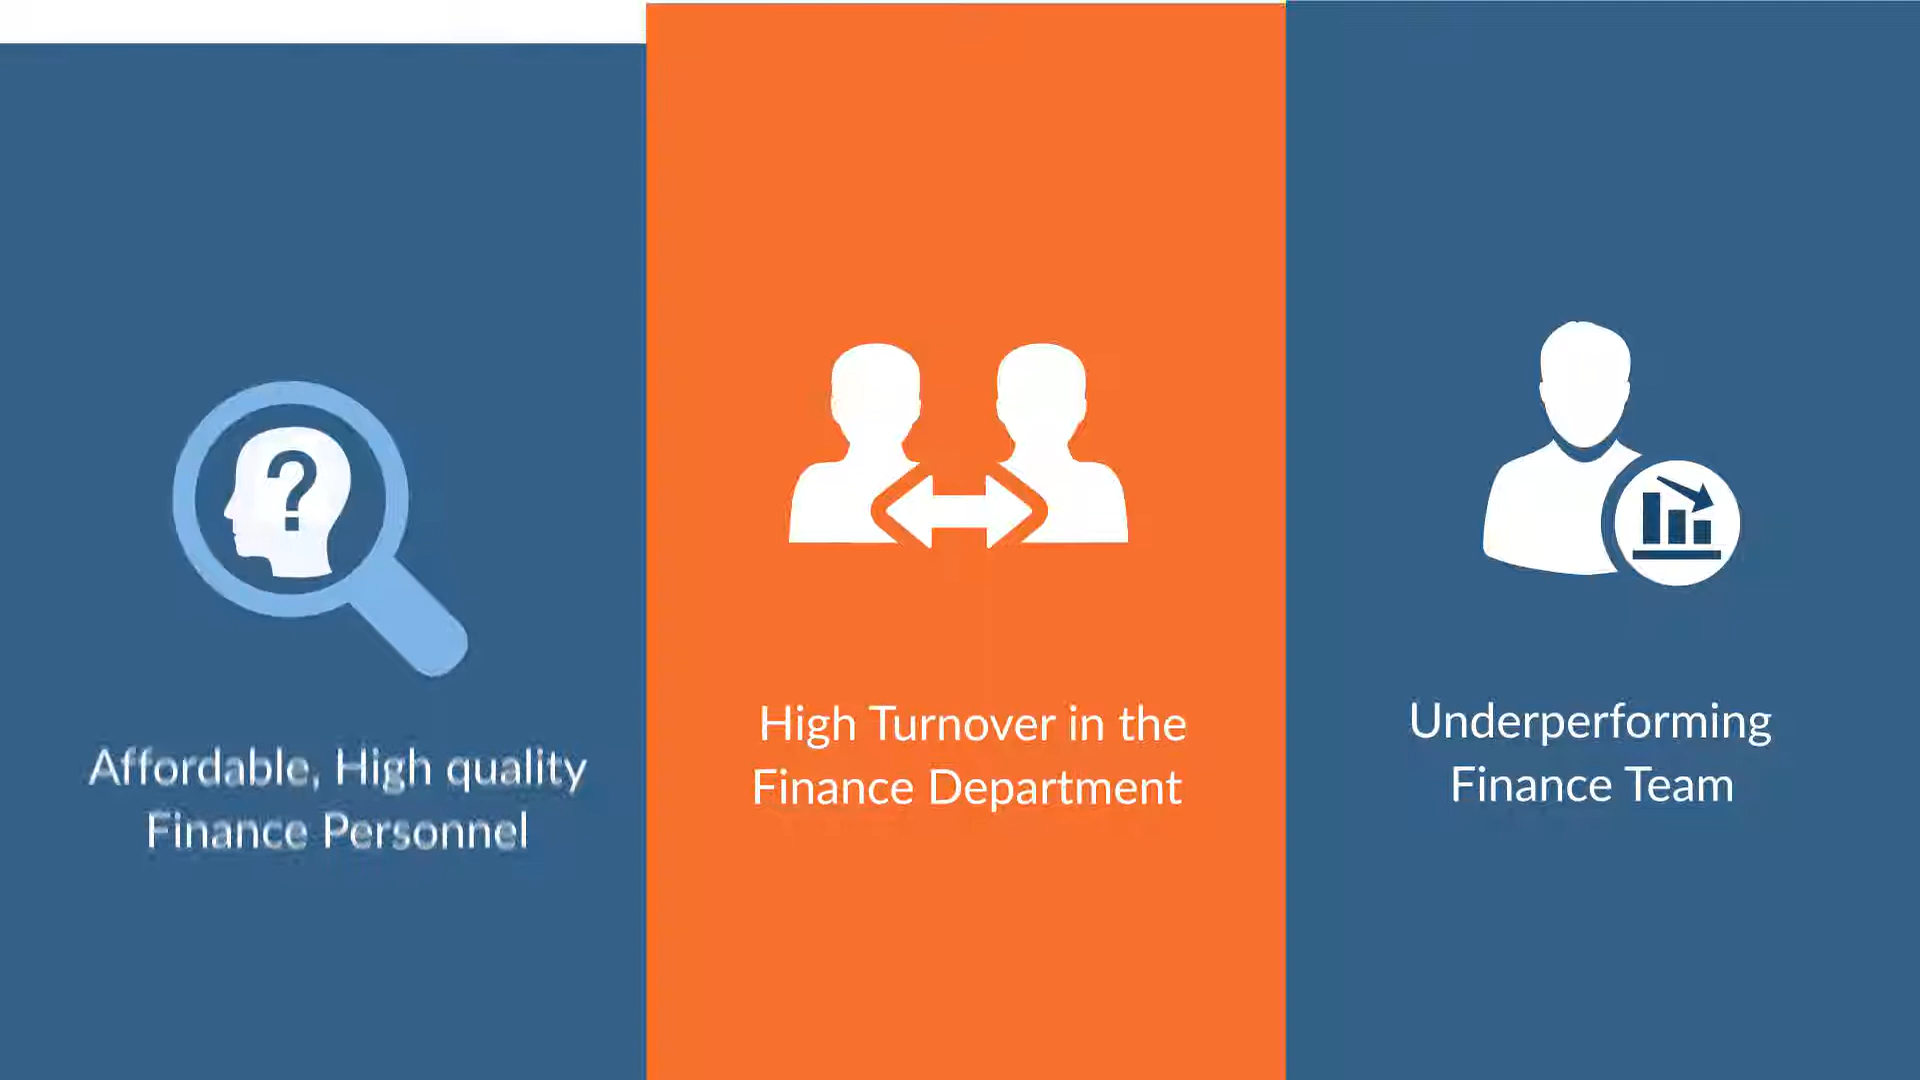 Affordable, High quality
Finance Personnel
High Turnover in the
Finance Department
Underperforming
Finance Team
?